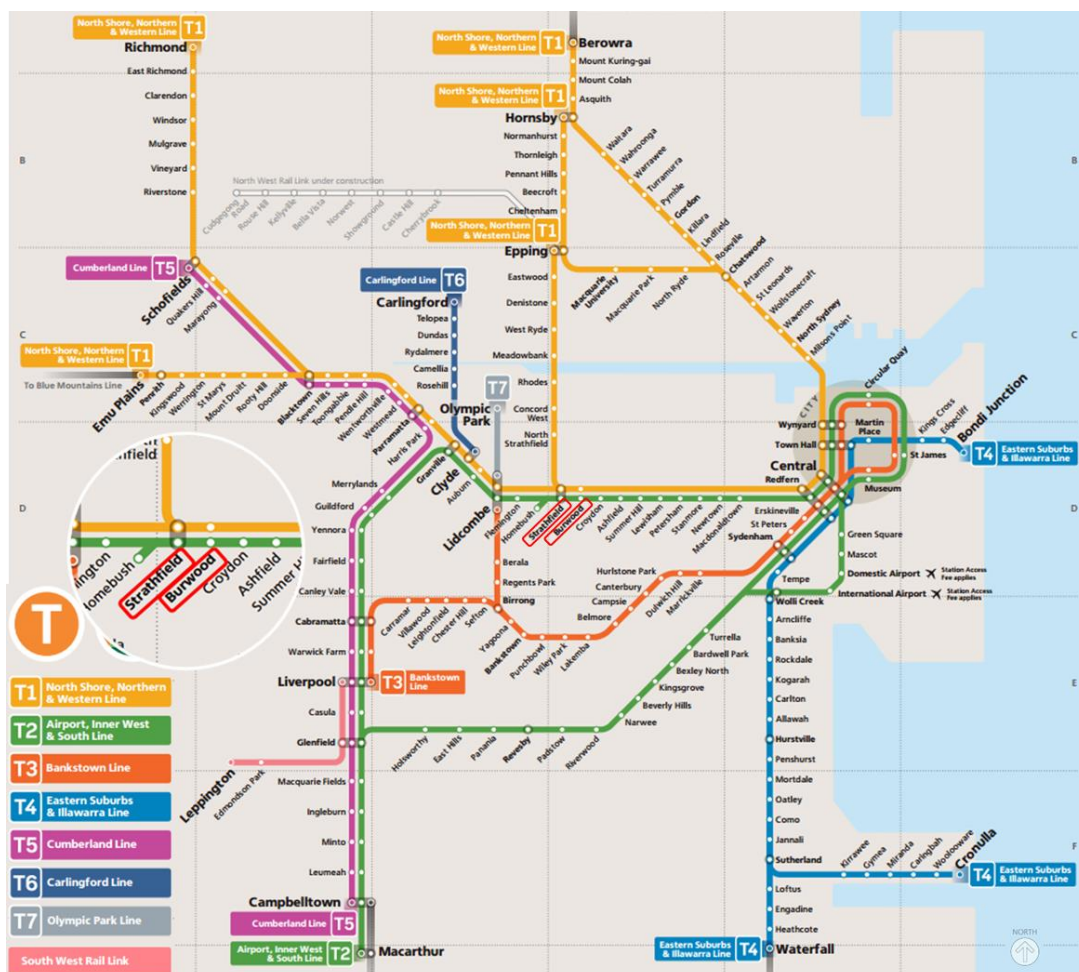 North Shore, Northern
& Western Line
T1
Richmond
East Richmond
Clarendon
Windsor
Mulgrave
Vineyard
Riverstone
North Shore, Northern
& Western Line
T1
Berowra
Mount Kuring-gai
Mount Colah
Asquith
North Shore, Northern
& Western Line
T1
Hornsby
Normanhurst
Thornleigh
Pennant Hills
Beecroft
Cheltenham
Waitara
Wahroonga
Warrawee
Turramurra
Pymble
Gordon
Killara
Lindfield
Roseville
Chatswood
Artarmon
St Leonards
Wollstonecraft
Waverton
North Sydney
Milsons Point
B
B
North West Rail Link under construction
Cudgegong
Road
Rouse Hill
Kellyville
Bella Vista
Norwest
Showground
Castle Hill
Cherrybrook
North Shore, Northern
& Western Line
T1
Epping
Macquarie
University
Macquarie Park
North Ryde
Eastwood
Denistone
West Ryde
Meadowbank
Rhodes
Concord
West
North
Strathfield
Cumberland Line
T5
Schofields
Quakers Hill
Marayong
Carlingford Line
T6
Carlingford
Telopea
Dundas
Rydalmere
Camellia
Rosehill
C
C
North Shore, Northern
& Western Line
T1
To Blue Mountains Line
Emu Plains
Penrith
Kingswood
Werrington
St Marys
Mount Druitt
Rooty Hill
Doonside
Blacktown
Seven Hills
Toongabbie
Pendle Hill
Wentworthville
Westmead
Parramatta
Harris Park
Granville
Clyde
Auburn
T7
Olympic
Park
Lidcombe
Flemington
Homebush
Strathfield
Burwood
Croydon
Ashfield
Summer Hill
Lewisham
Petersham
Stanmore
Newtown
Macdonaldtown
Redfern
Central
Town Hall
Wynyard
CITY
Circular Quay
Martin
Place
St James
Museum
Kings Cross
Edgecliff
Bondi Junction
T4
Eastern Suburbs
& Illawarra Line
D
D
Merrylands
Guildford
Yennora
Fairfield
Canley Vale
Cabramatta
Warwick Farm
Liverpool
Casula
Glenfield
Macquarie Fields
Ingleburn
Minto
Leumeah
Campbelltown
Cumberland Line
T5
Airport, Inner West
& South Line
T2
Macarthur
Leppington
Edmondson Park
T3
Bankstown
Line
Carramar
Villawood
Leightonfield
Chester Hill
Sefton
Berala
Regents Park
Birrong
Yagoona
Bankstown
Punchbowl
Wiley Park
Lakemba
Belmore
Campsie
Canterbury
Hurlstone Park
Dulwich Hill
Marrickville
Sydenham
St Peters
Erskineville
Green Square
Mascot
Domestic Airport
Station Access
Fee applies
International Airport
Station Access
Fee applies
Tempe
Wolli Creek
Arncliffe
Banksia
Rockdale
Kogarah
Carlton
Allawah
Hurstville
Penshurst
Mortdale
Oatley
Como
Jannali
Sutherland
Loftus
Engadine
Heathcote
Eastern Suburbs
& Illawarra Line
T4
Waterfall
Turrella
Bardwell Park
Bexley North
Kingsgrove
Beverly Hills
Narwee
Riverwood
Padstow
Revesby
Panania
East Hills
Holsworthy
Kirrawee
Gymea
Miranda
Caringbah
Woolooware
Cronulla
T4
Eastern Suburbs
& Illawarra Line
E
E
F
NORTH
hfield
ington
Homebush
Strathfield
Burwood
Croydon
Ashfield
Summer Hi
T
T1
North Shore, Northern
& Western Line
T2
Airport, Inner West
& South Line
T3
Bankstown Line
T4
Eastern Suburbs
& Illawarra Line
T5
Cumberland Line
T6
Carlingford Line
T7
Olympic Park Line
South West Rail Link